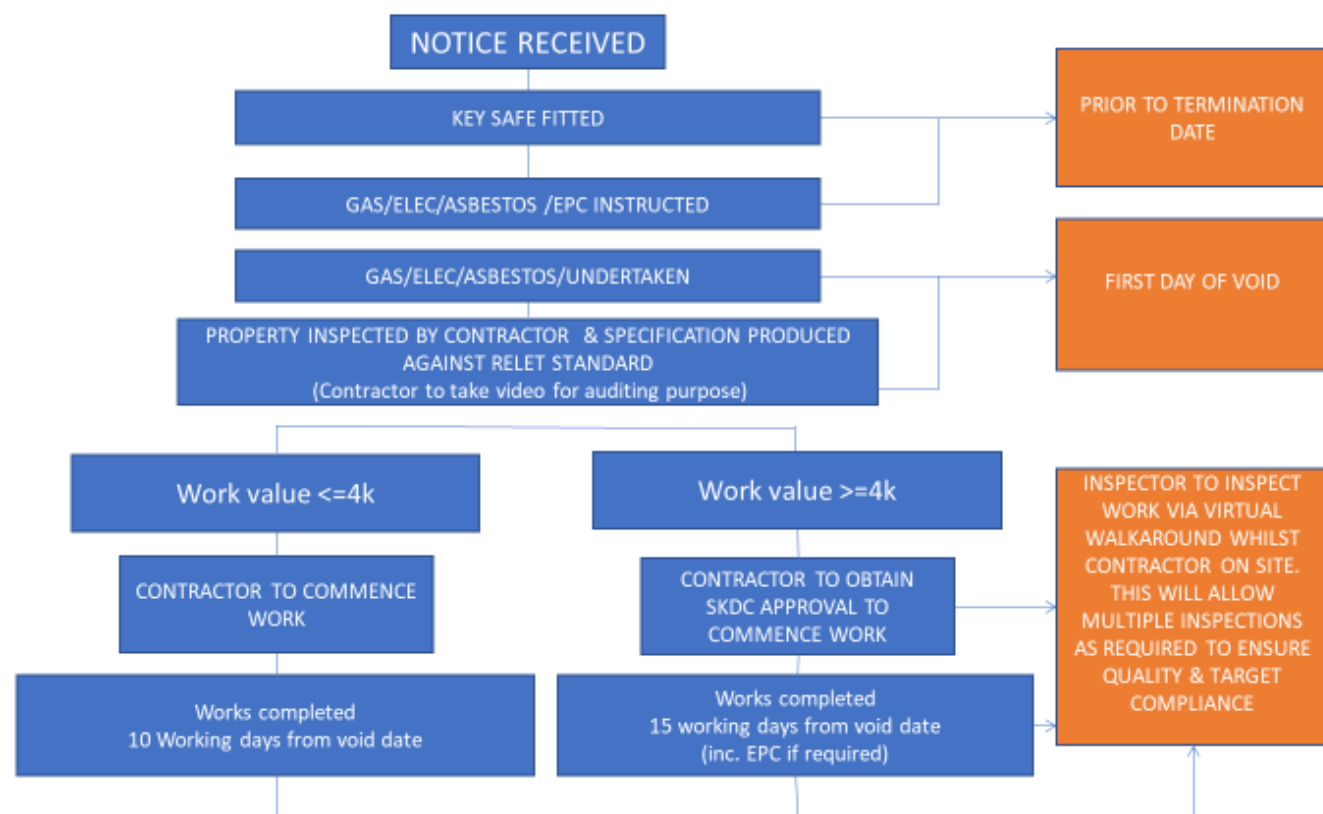 NOTICE RECEIVED
KEY SAFE FITTED
PRIOR TO TERMINATION
DATE
GAS/ELEC/ASBESTOS /EPC INSTRUCTED
GAS/ELEC/ASBESTOS/UNDERTAKEN
FIRST DAY OF VOID
PROPERTY INSPECTED BY CONTRACTOR & SPECIFICATION PRODUCED
AGAINST RELET STANDARD
(Contractor to take video for auditing purpose)
Work value <=4k
Work value >=4k
CONTRACTOR TO COMMENCE
WORK
CONTRACTOR TO OBTAIN
SKDC APPROVAL TO
COMMENCE WORK
INSPECTOR TO INSPECT
WORK VIA VIRTUAL
WALKAROUND WHILST
CONTRACTOR ON SITE.
THIS WILL ALLOW
MULTIPLE INSPECTIONS
AS REQUIRED TO ENSURE
QUALITY & TARGET
COMPLIANCE
Works completed
10 Working days from void date
Works completed
15 working days from void date
(inc. EPC if required)